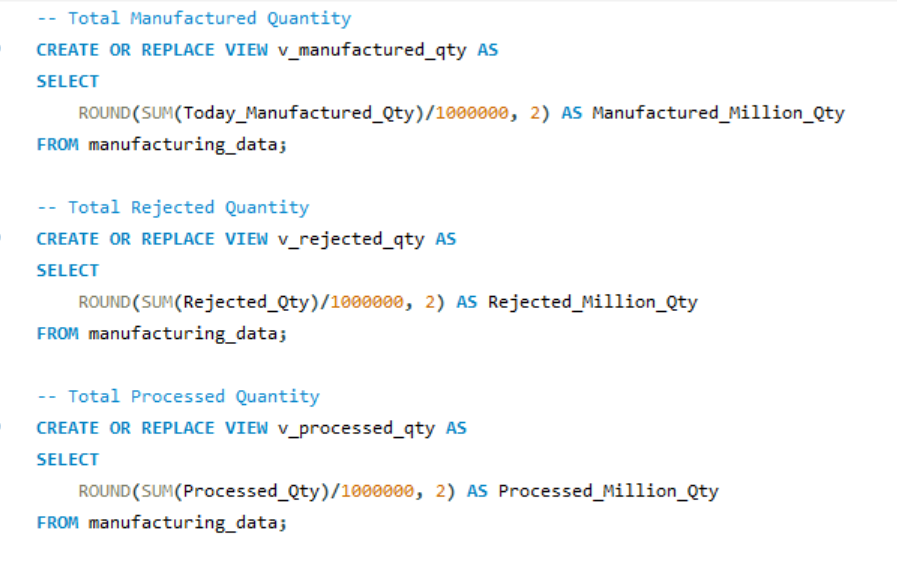 -- Total Manufactured Quantity
CREATE OR REPLACE VIEW v_manufactured_qty AS
SELECT
    ROUND(SUM(Today_Manufactured_Qty)/1000000, 2) AS Manufactured_Million_Qty
FROM manufacturing_data;

-- Total Rejected Quantity
CREATE OR REPLACE VIEW v_rejected_qty AS
SELECT
    ROUND(SUM(Rejected_Qty)/1000000, 2) AS Rejected_Million_Qty
FROM manufacturing_data;

-- Total Processed Quantity
CREATE OR REPLACE VIEW v_processed_qty AS
SELECT
    ROUND(SUM(Processed_Qty)/1000000, 2) AS Processed_Million_Qty
FROM manufacturing_data;